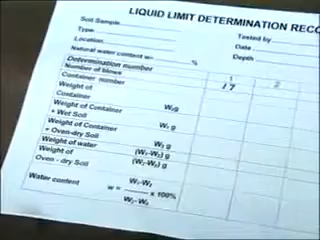 LIQUID LIMIT DETERMINATION RECO
Soil Sample
Type
Location
Natural water content w=
%
Tested by
Date
Depth
Determination number
1
2
Number of blows
17
Container number
Weight of
Container
W₀g
Weight of Container
+ Wet Soil
W₁ g
Weight of Container
+ Oven-dry Soil
W₂ g
Weight of water
(W₁-W₂) g
Weight of
Oven - dry Soil
(W₂-W₀) g
Water content
w = W₁-W₂ / W₂-W₀ x 100%